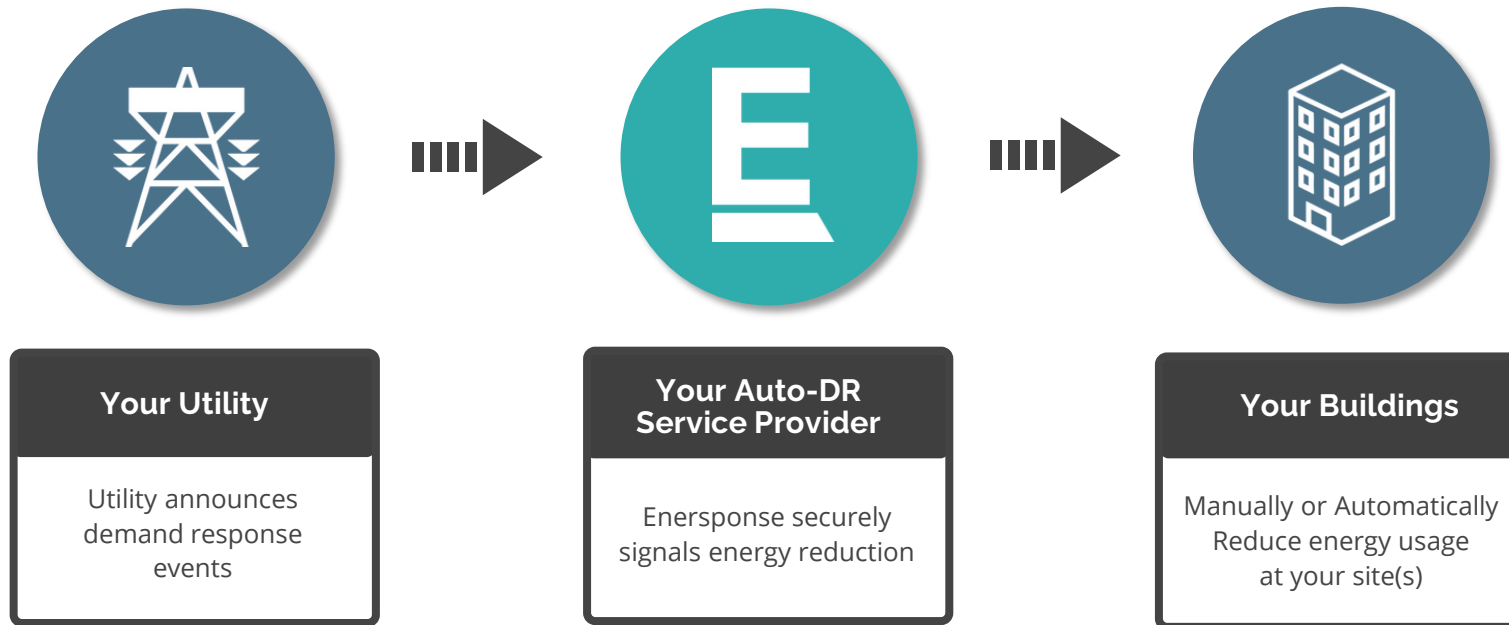 E
Your Utility
Utility announces
demand response
events
Your Auto-DR
Service Provider
Enersponse securely
signals energy reduction
Your Buildings
Manually or Automatically
Reduce energy usage
at your site(s)